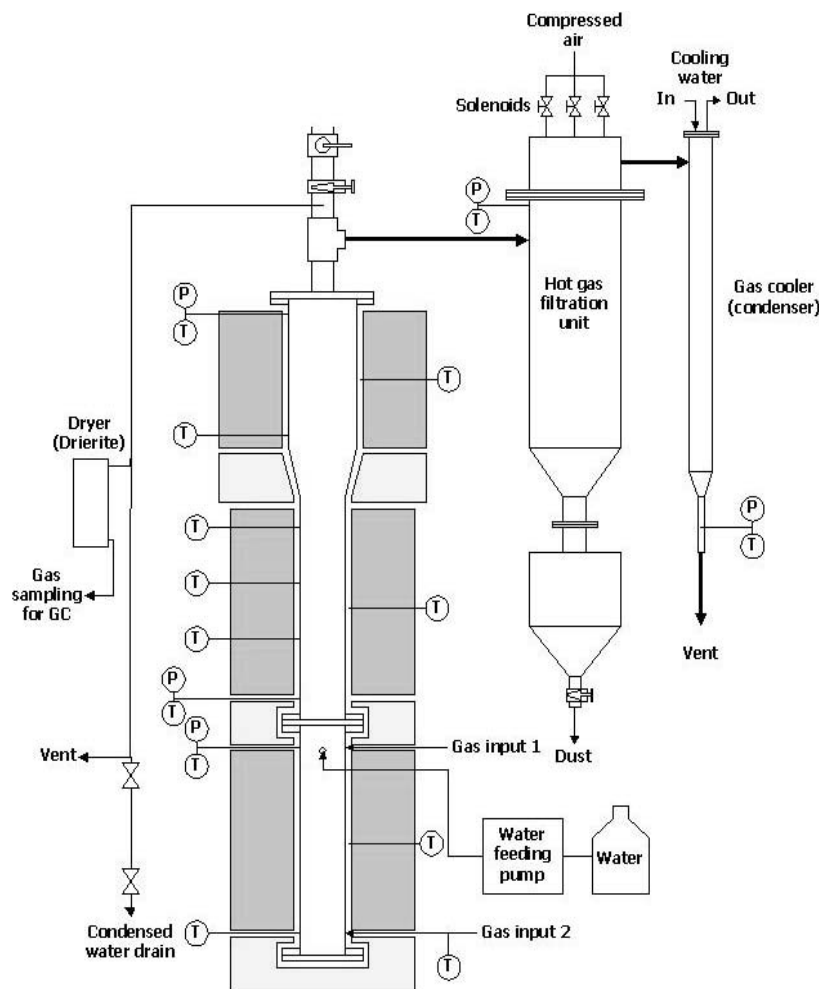 Compressed
air
Cooling
water
In
Out
Solenoids
P
T
Hot gas
filtration
unit
Gas cooler
(condenser)
P
T
T
T
Dryer
(Drierite)
T
T
T
T
P
T
Gas
sampling
for GC
Vent
P
T
P
T
Gas input 1
Vent
Dust
T
Water
feeding
pump
Water
T
Gas input 2
T
Condensed
water drain